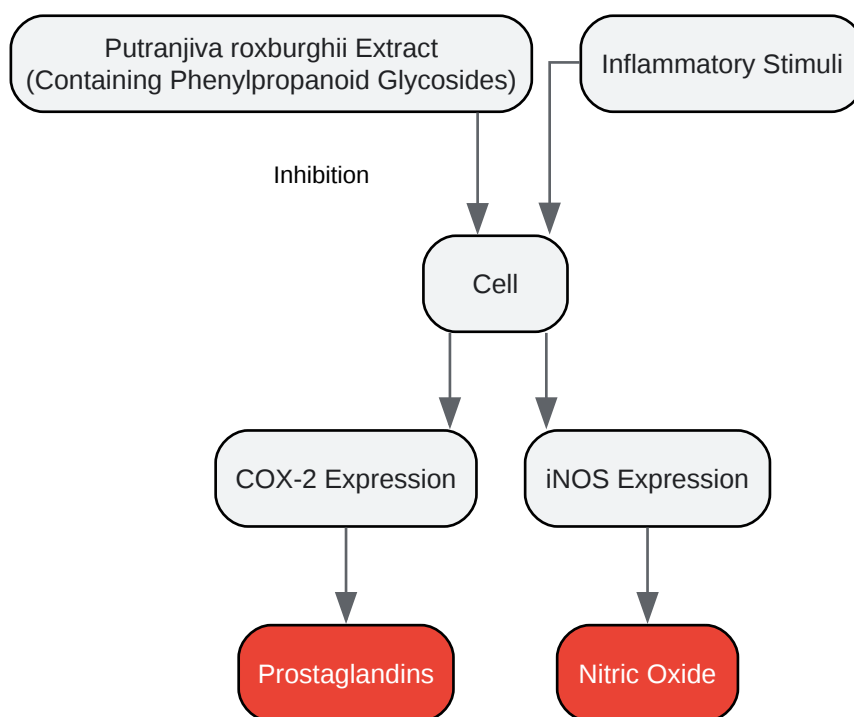 Putranjiva roxburghii Extract
(Containing Phenylpropanoid Glycosides)
Inflammatory Stimuli
Inhibition
Cell
COX-2 Expression
iNOS Expression
Prostaglandins
Nitric Oxide